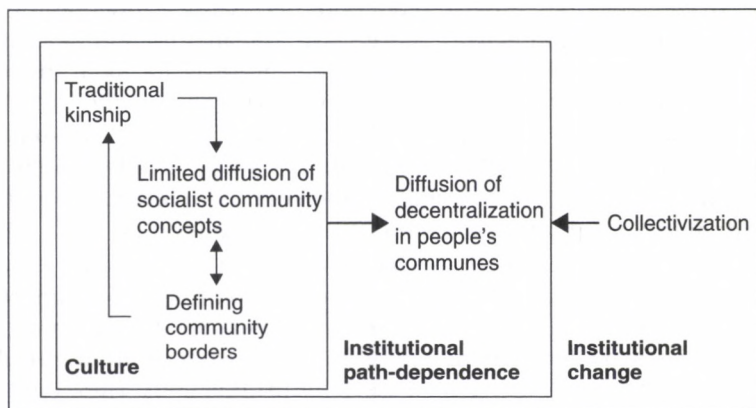 Traditional
kinship
Limited diffusion of
socialist community
concepts
Defining
community
borders
Culture
Diffusion of
decentralization
in people's
communes
Institutional
path-dependence
Collectivization
Institutional
change